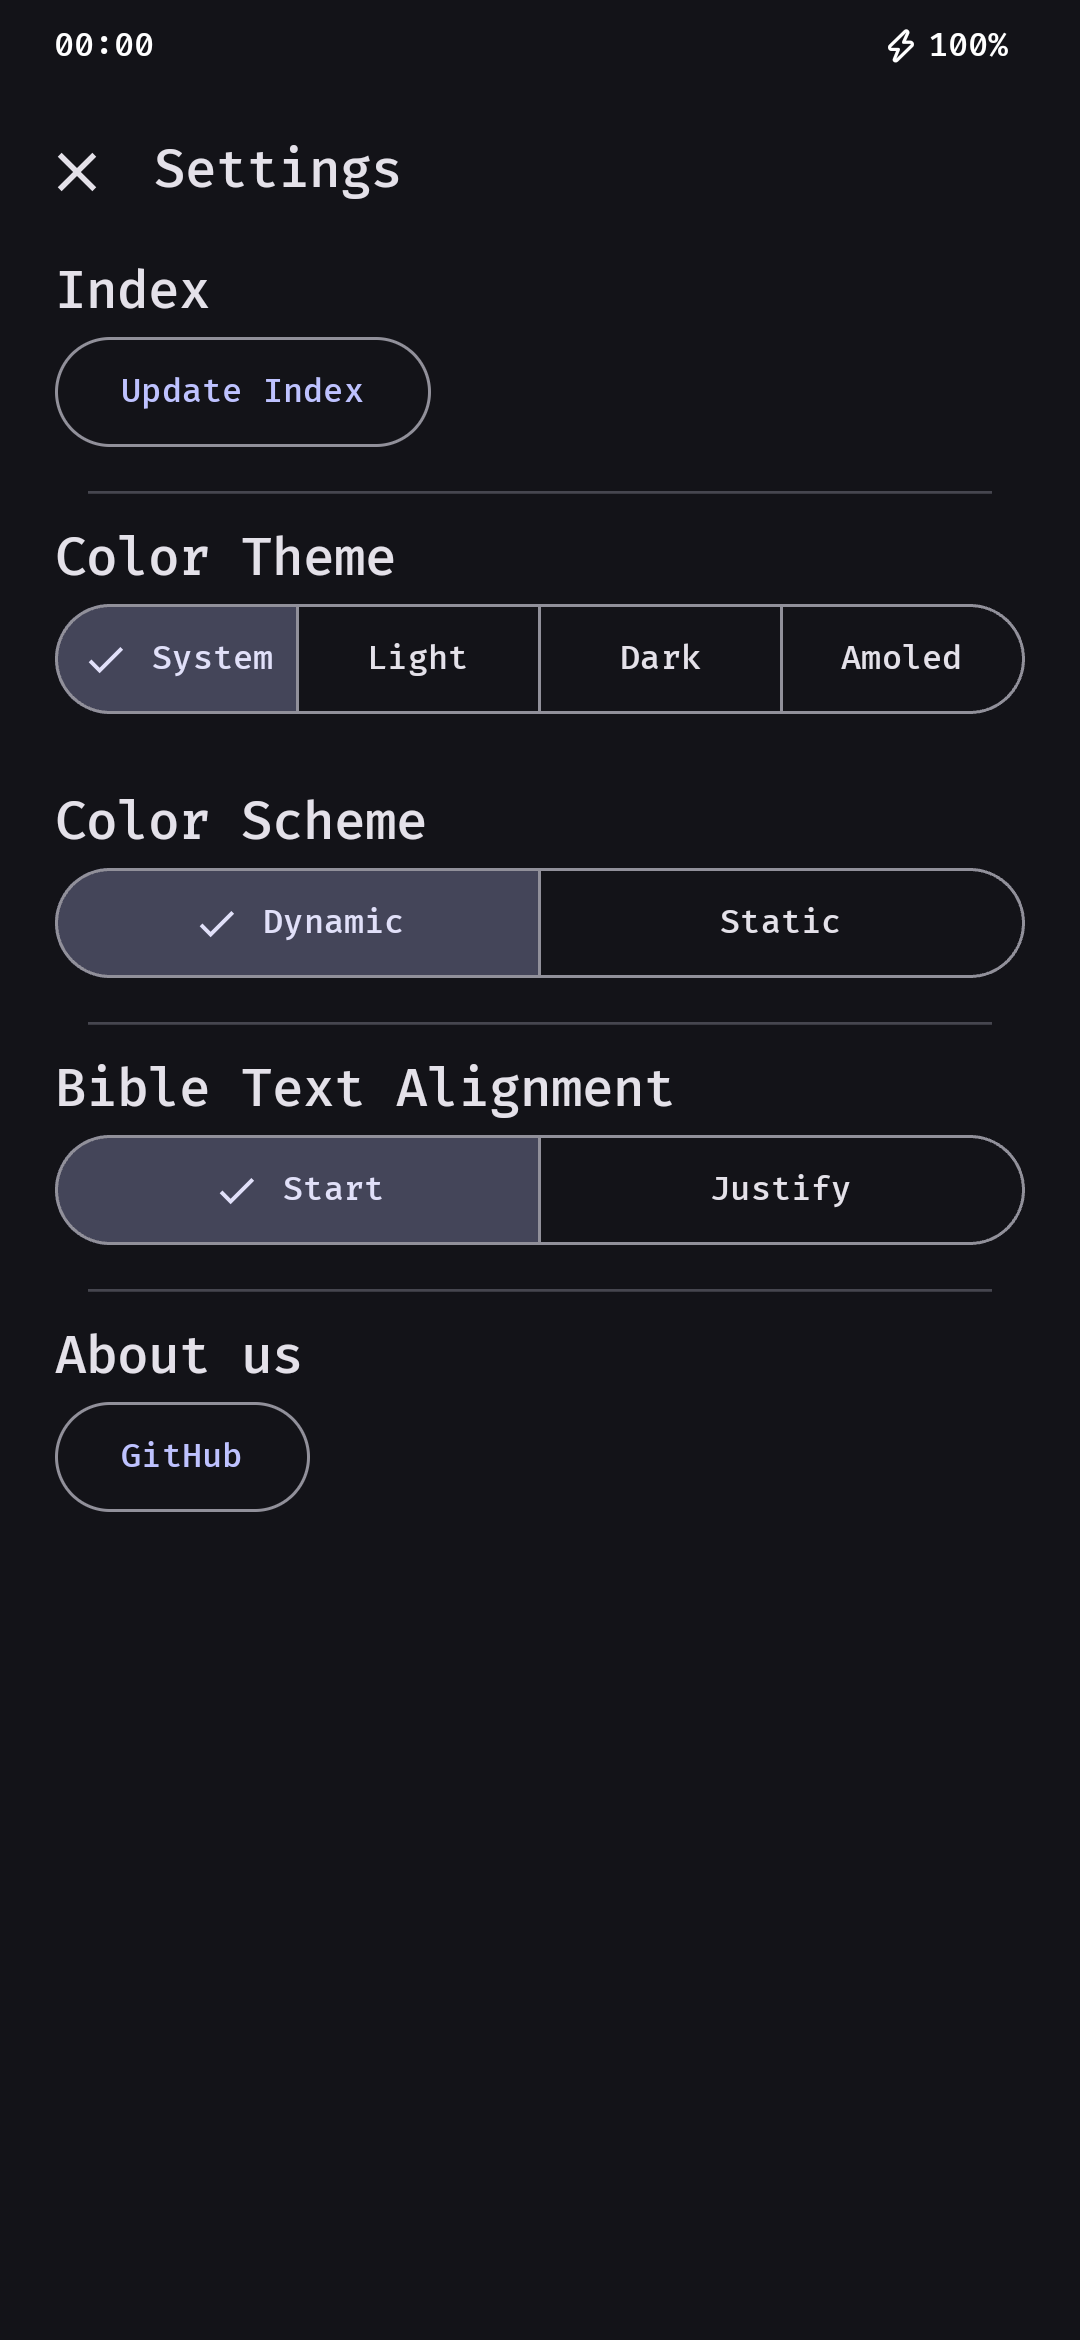 00:00 100%
Settings
Index
Update Index
Color Theme
System Light Dark Amoled
Color Scheme
Dynamic Static
Bible Text Alignment
Start Justify
About us
GitHub